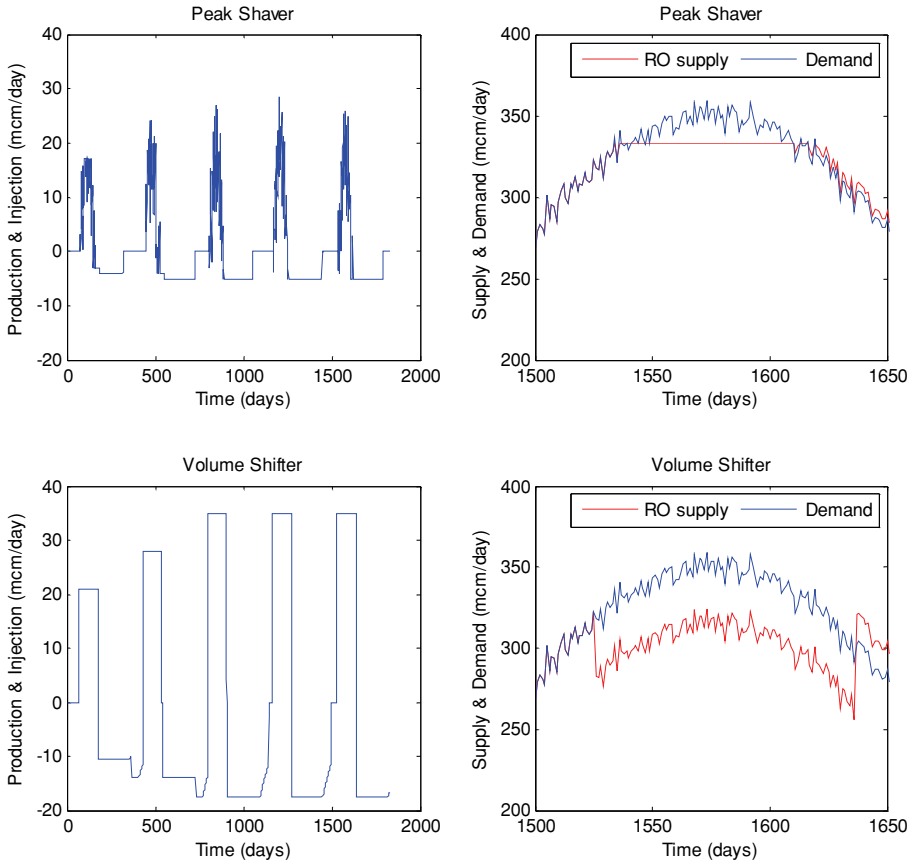 Peak Shaver
Production & Injection (mcm/day)
40
30
20
10
0
-10
-20
0
500
1000
1500
2000
Time (days)
Peak Shaver
Supply & Demand (mcm/day)
400
350
300
250
200
RO supply
Demand
1500
1550
1600
1650
Time (days)
Volume Shifter
Production & Injection (mcm/day)
40
30
20
10
0
-10
-20
0
500
1000
1500
2000
Time (days)
Volume Shifter
Supply & Demand (mcm/day)
400
350
300
250
200
RO supply
Demand
1500
1550
1600
1650
Time (days)